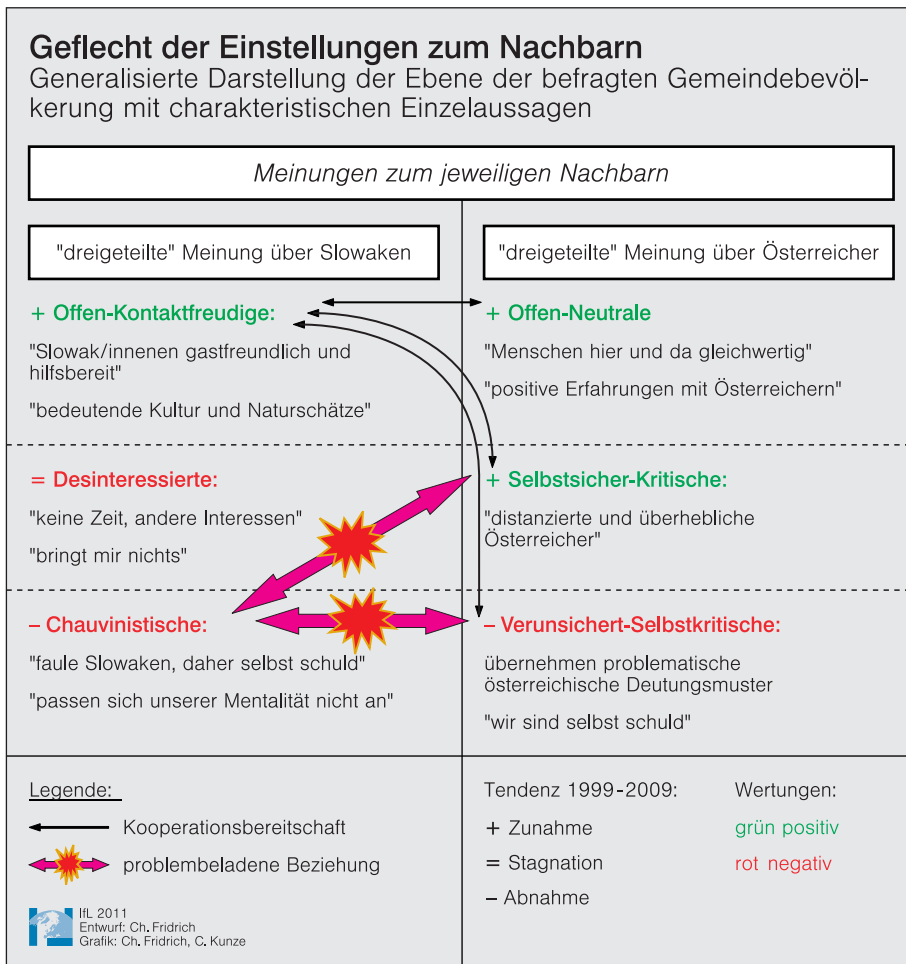 Geflecht der Einstellungen zum Nachbarn
Generalisierte Darstellung der Ebene der befragten Gemeindebevöl-
kerung mit charakteristischen Einzelaussagen
Meinungen zum jeweiligen Nachbarn
"dreigeteilte" Meinung über Slowaken
+ Offen-Kontaktfreudige:
"Slowak/innenen gastfreundlich und
hilfsbereit"
"bedeutende Kultur und Naturschätze"
= Desinteressierte:
"keine Zeit, andere Interessen"
"bringt mir nichts"
– Chauvinistische:
"faule Slowaken, daher selbst schuld"
"passen sich unserer Mentalität nicht an"
"dreigeteilte" Meinung über Österreicher
+ Offen-Neutrale
"Menschen hier und da gleichwertig"
"positive Erfahrungen mit Österreichern"
+ Selbstsicher-Kritische:
"distanzierte und überhebliche
Österreicher"
– Verunsichert-Selbstkritische:
übernehmen problematische
österreichische Deutungsmuster
"wir sind selbst schuld"
Legende:
Kooperationsbereitschaft
problembeladene Beziehung
IfL 2011
Entwurf: Ch. Fridrich
Grafik: Ch. Fridrich, C. Kunze
Tendenz 1999-2009:
+ Zunahme
= Stagnation
– Abnahme
Wertungen:
grün positiv
rot negativ